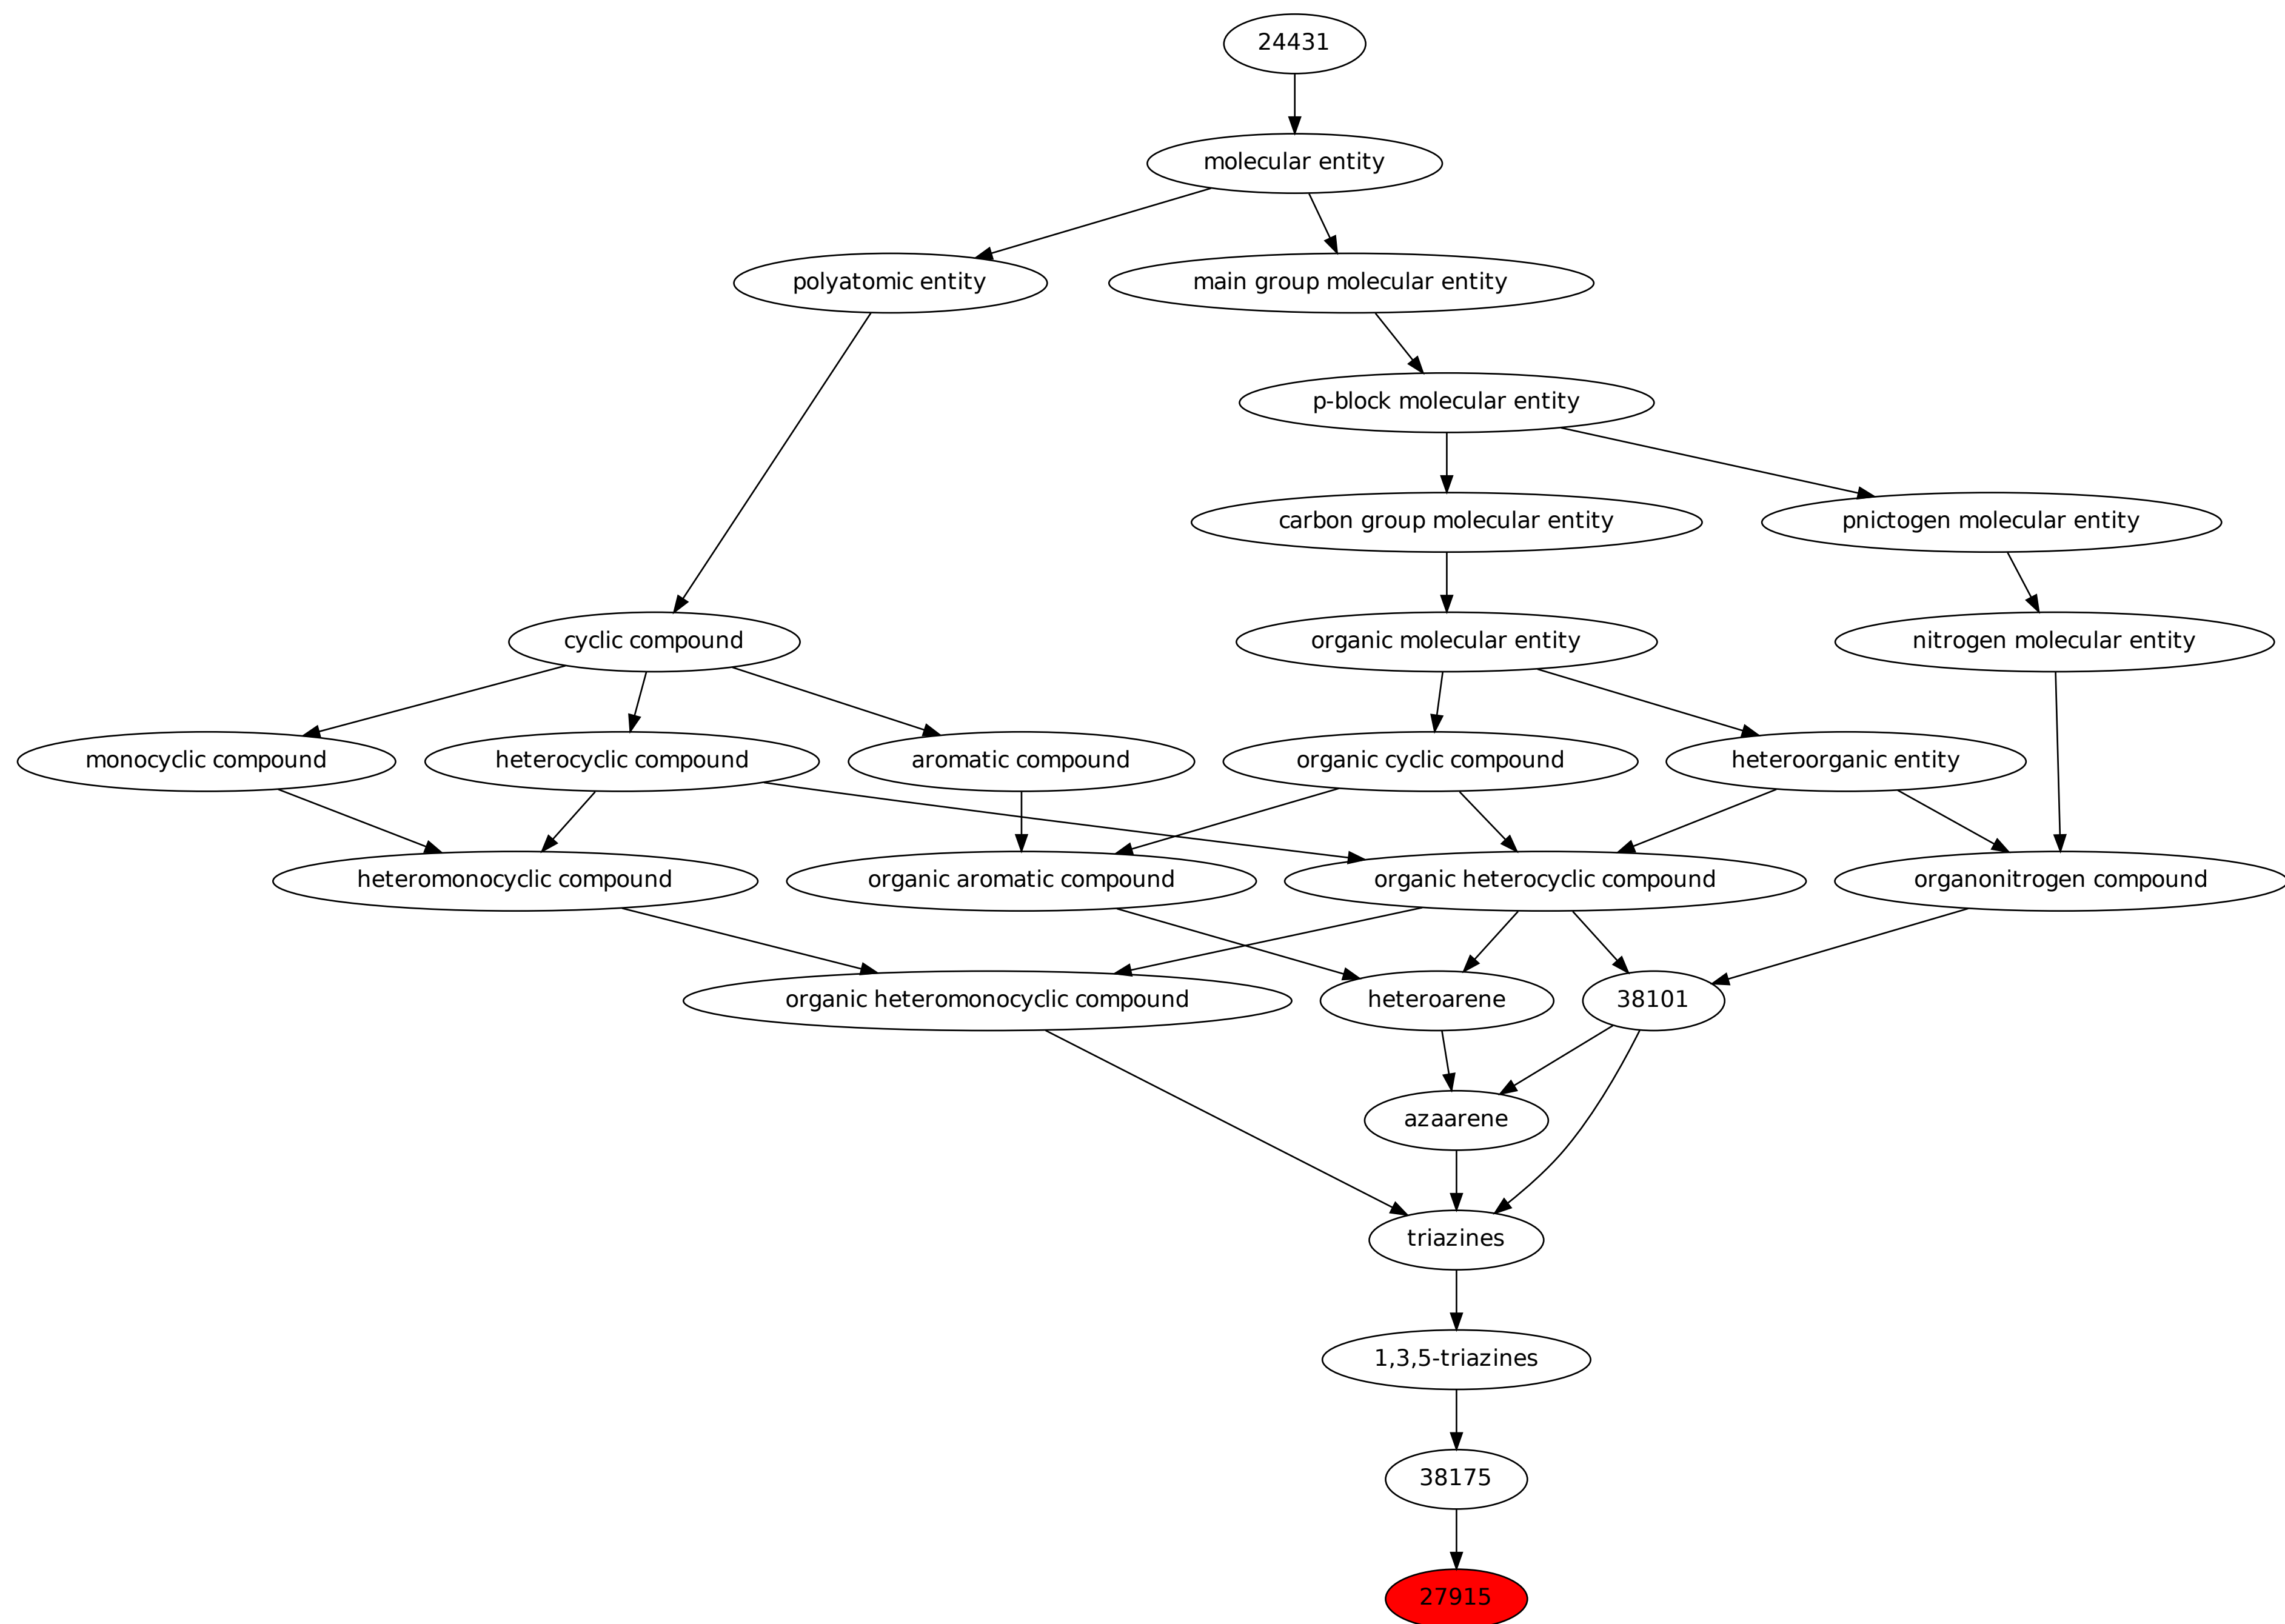 24431
molecular entity
polyatomic entity
main group molecular entity
p-block molecular entity
carbon group molecular entity
pnictogen molecular entity
cyclic compound
organic molecular entity
nitrogen molecular entity
monocyclic compound
heterocyclic compound
aromatic compound
organic cyclic compound
heteroorganic entity
heteromonocyclic compound
organic aromatic compound
organic heterocyclic compound
organonitrogen compound
organic heteromonocyclic compound
heteroarene
38101
azaarene
triazines
1,3,5-triazines
38175
27915